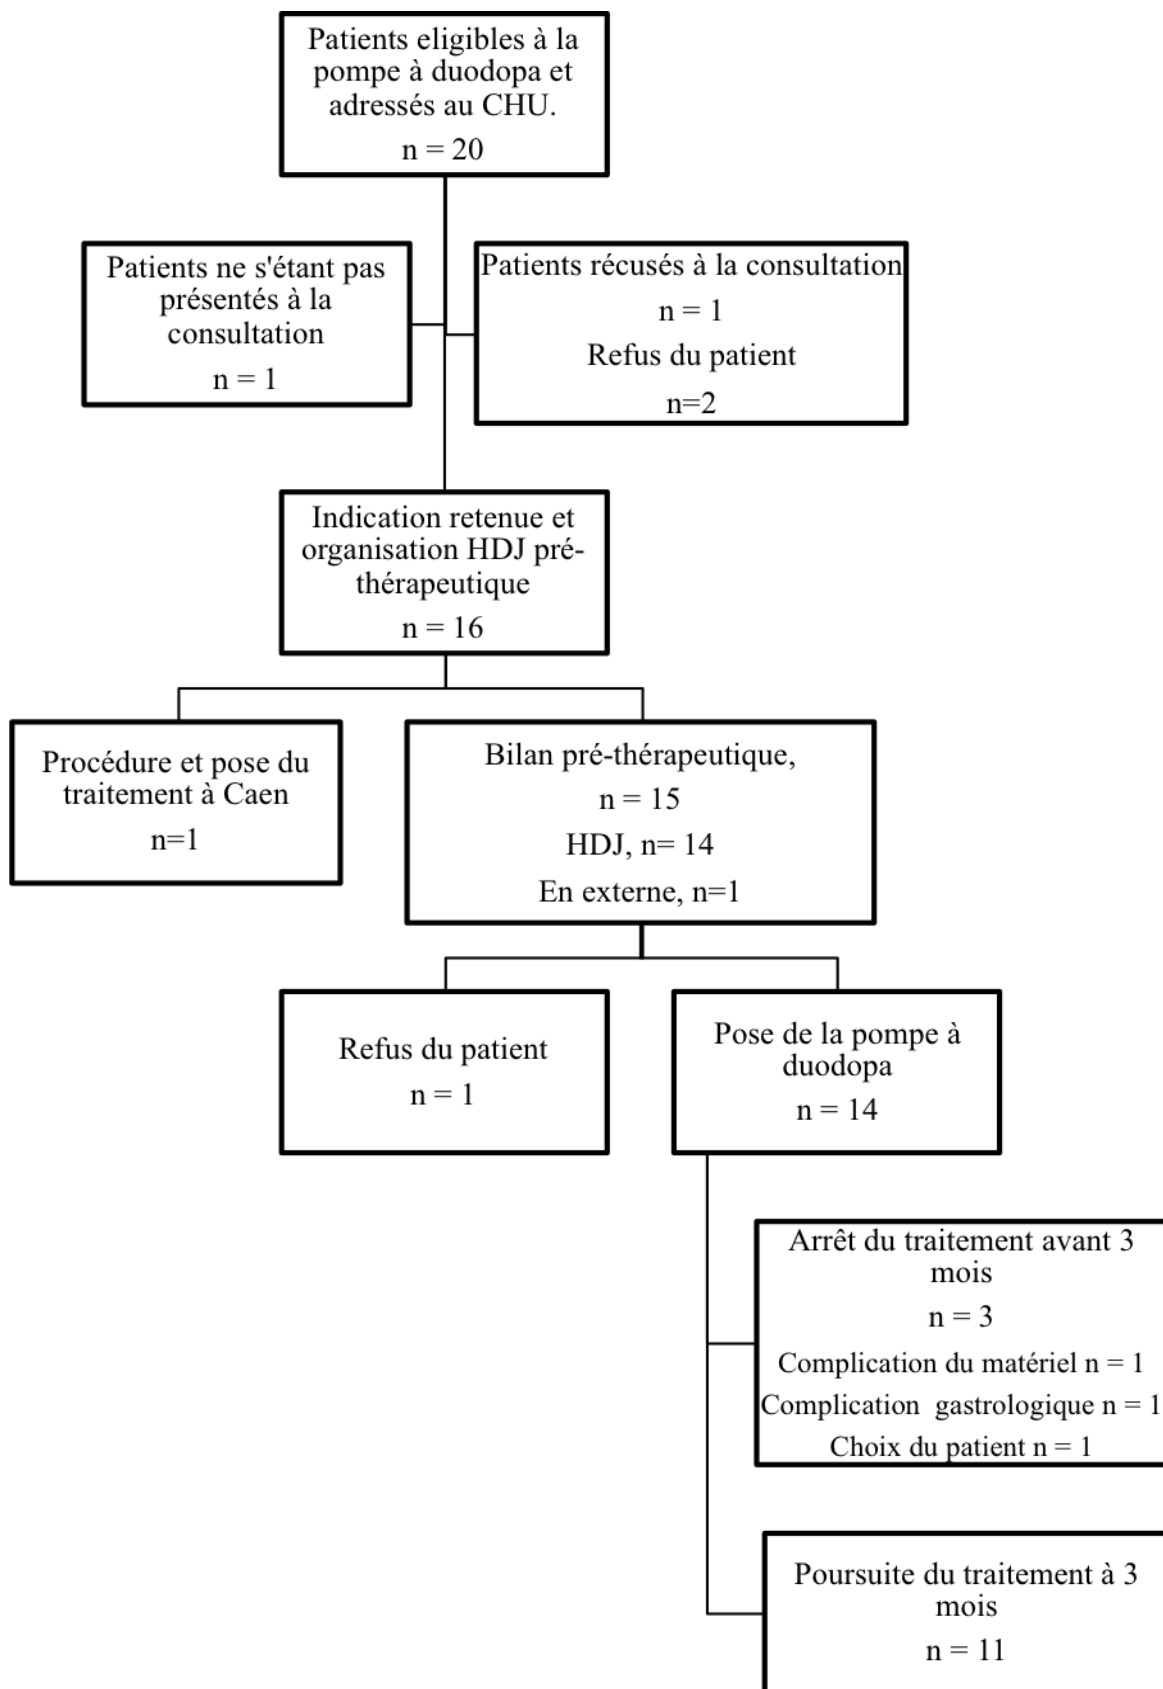 Patients eligibles à la
pompe à duodopa et
adressés au CHU.
n = 20
Patients ne s'étant pas
présentés à la
consultation
n = 1
Patients récusés à la consultation
n = 1
Refus du patient
n=2
Indication retenue et
organisation HDJ pré-
thérapeutique
n = 16
Procédure et pose du
traitement à Caen
n=1
Bilan pré-thérapeutique,
n = 15
HDJ, n= 14
En externe, n=1
Refus du patient
n = 1
Pose de la pompe à
duodopa
n = 14
Arrêt du traitement avant 3
mois
n = 3
Complication du matériel n = 1
Complication gastrologique n = 1
Choix du patient n = 1
Poursuite du traitement à 3
mois
n = 11